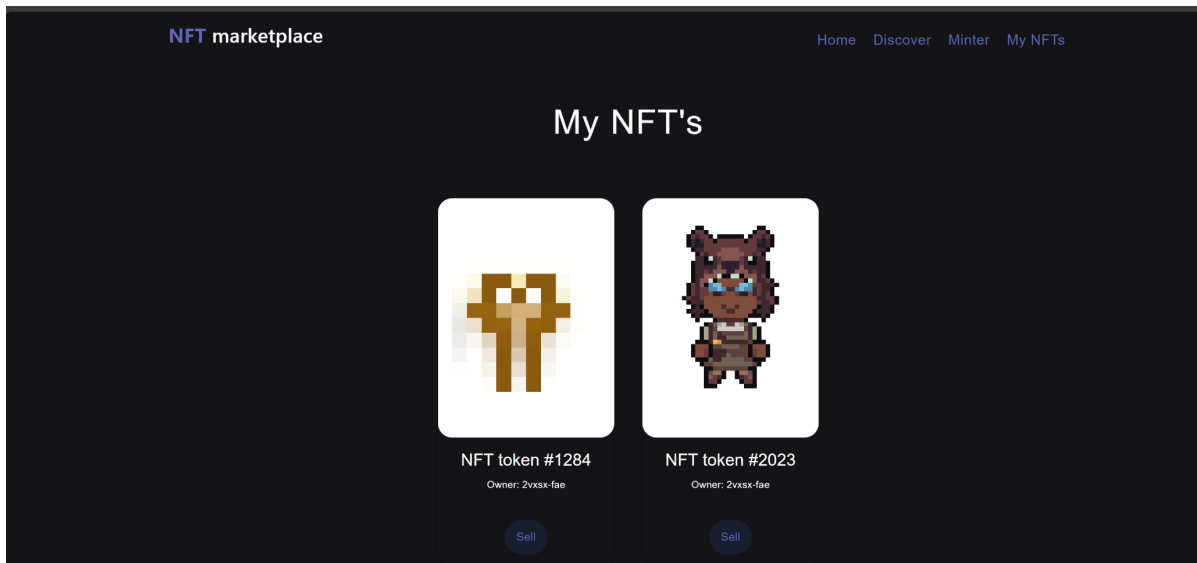 NFT marketplace
Home Discover Minter My NFTs
My NFT's
NFT token #1284
Owner: 2vxsx-fae
Sell
NFT token #2023
Owner: 2vxsx-fae
Sell